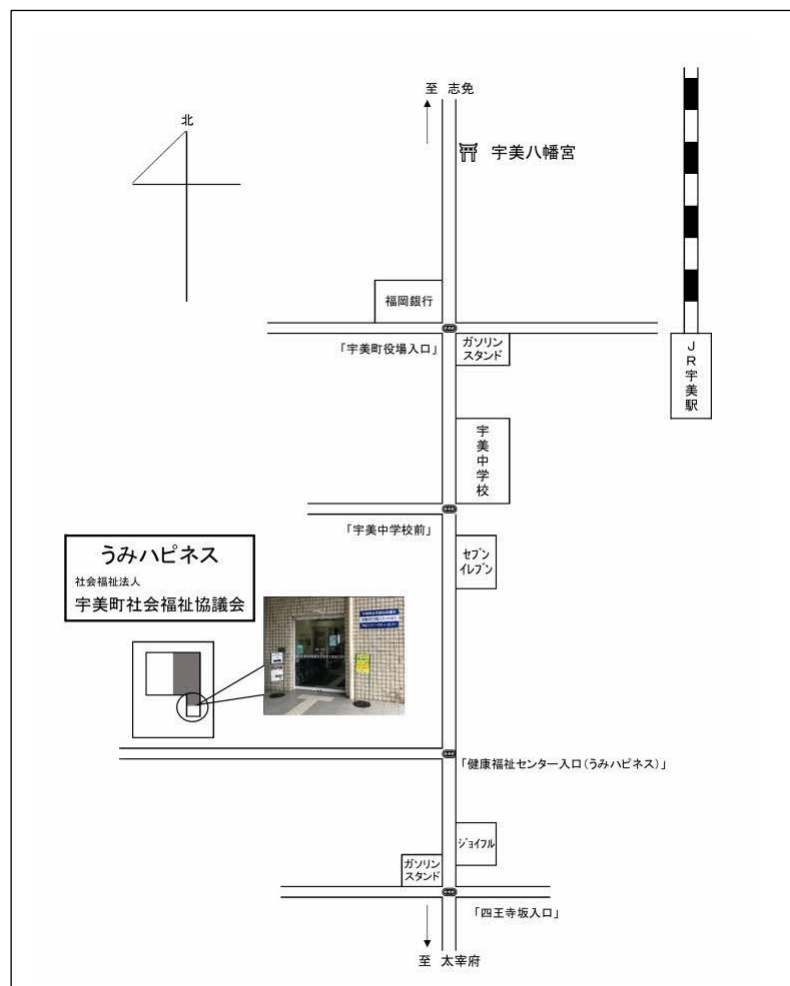 至 志免
北
宇美八幡宮
福岡銀行
「宇美町役場入口」
ガソリン
スタンド
JR宇美駅
宇美中学校
「宇美中学校前」
セブン
イレブン
うみハピネス
社会福祉法人
宇美町社会福祉協議会
「健康福祉センター入口(うみハピネス)」
ジョイフル
ガソリン
スタンド
「四王寺坂入口」
至 太宰府